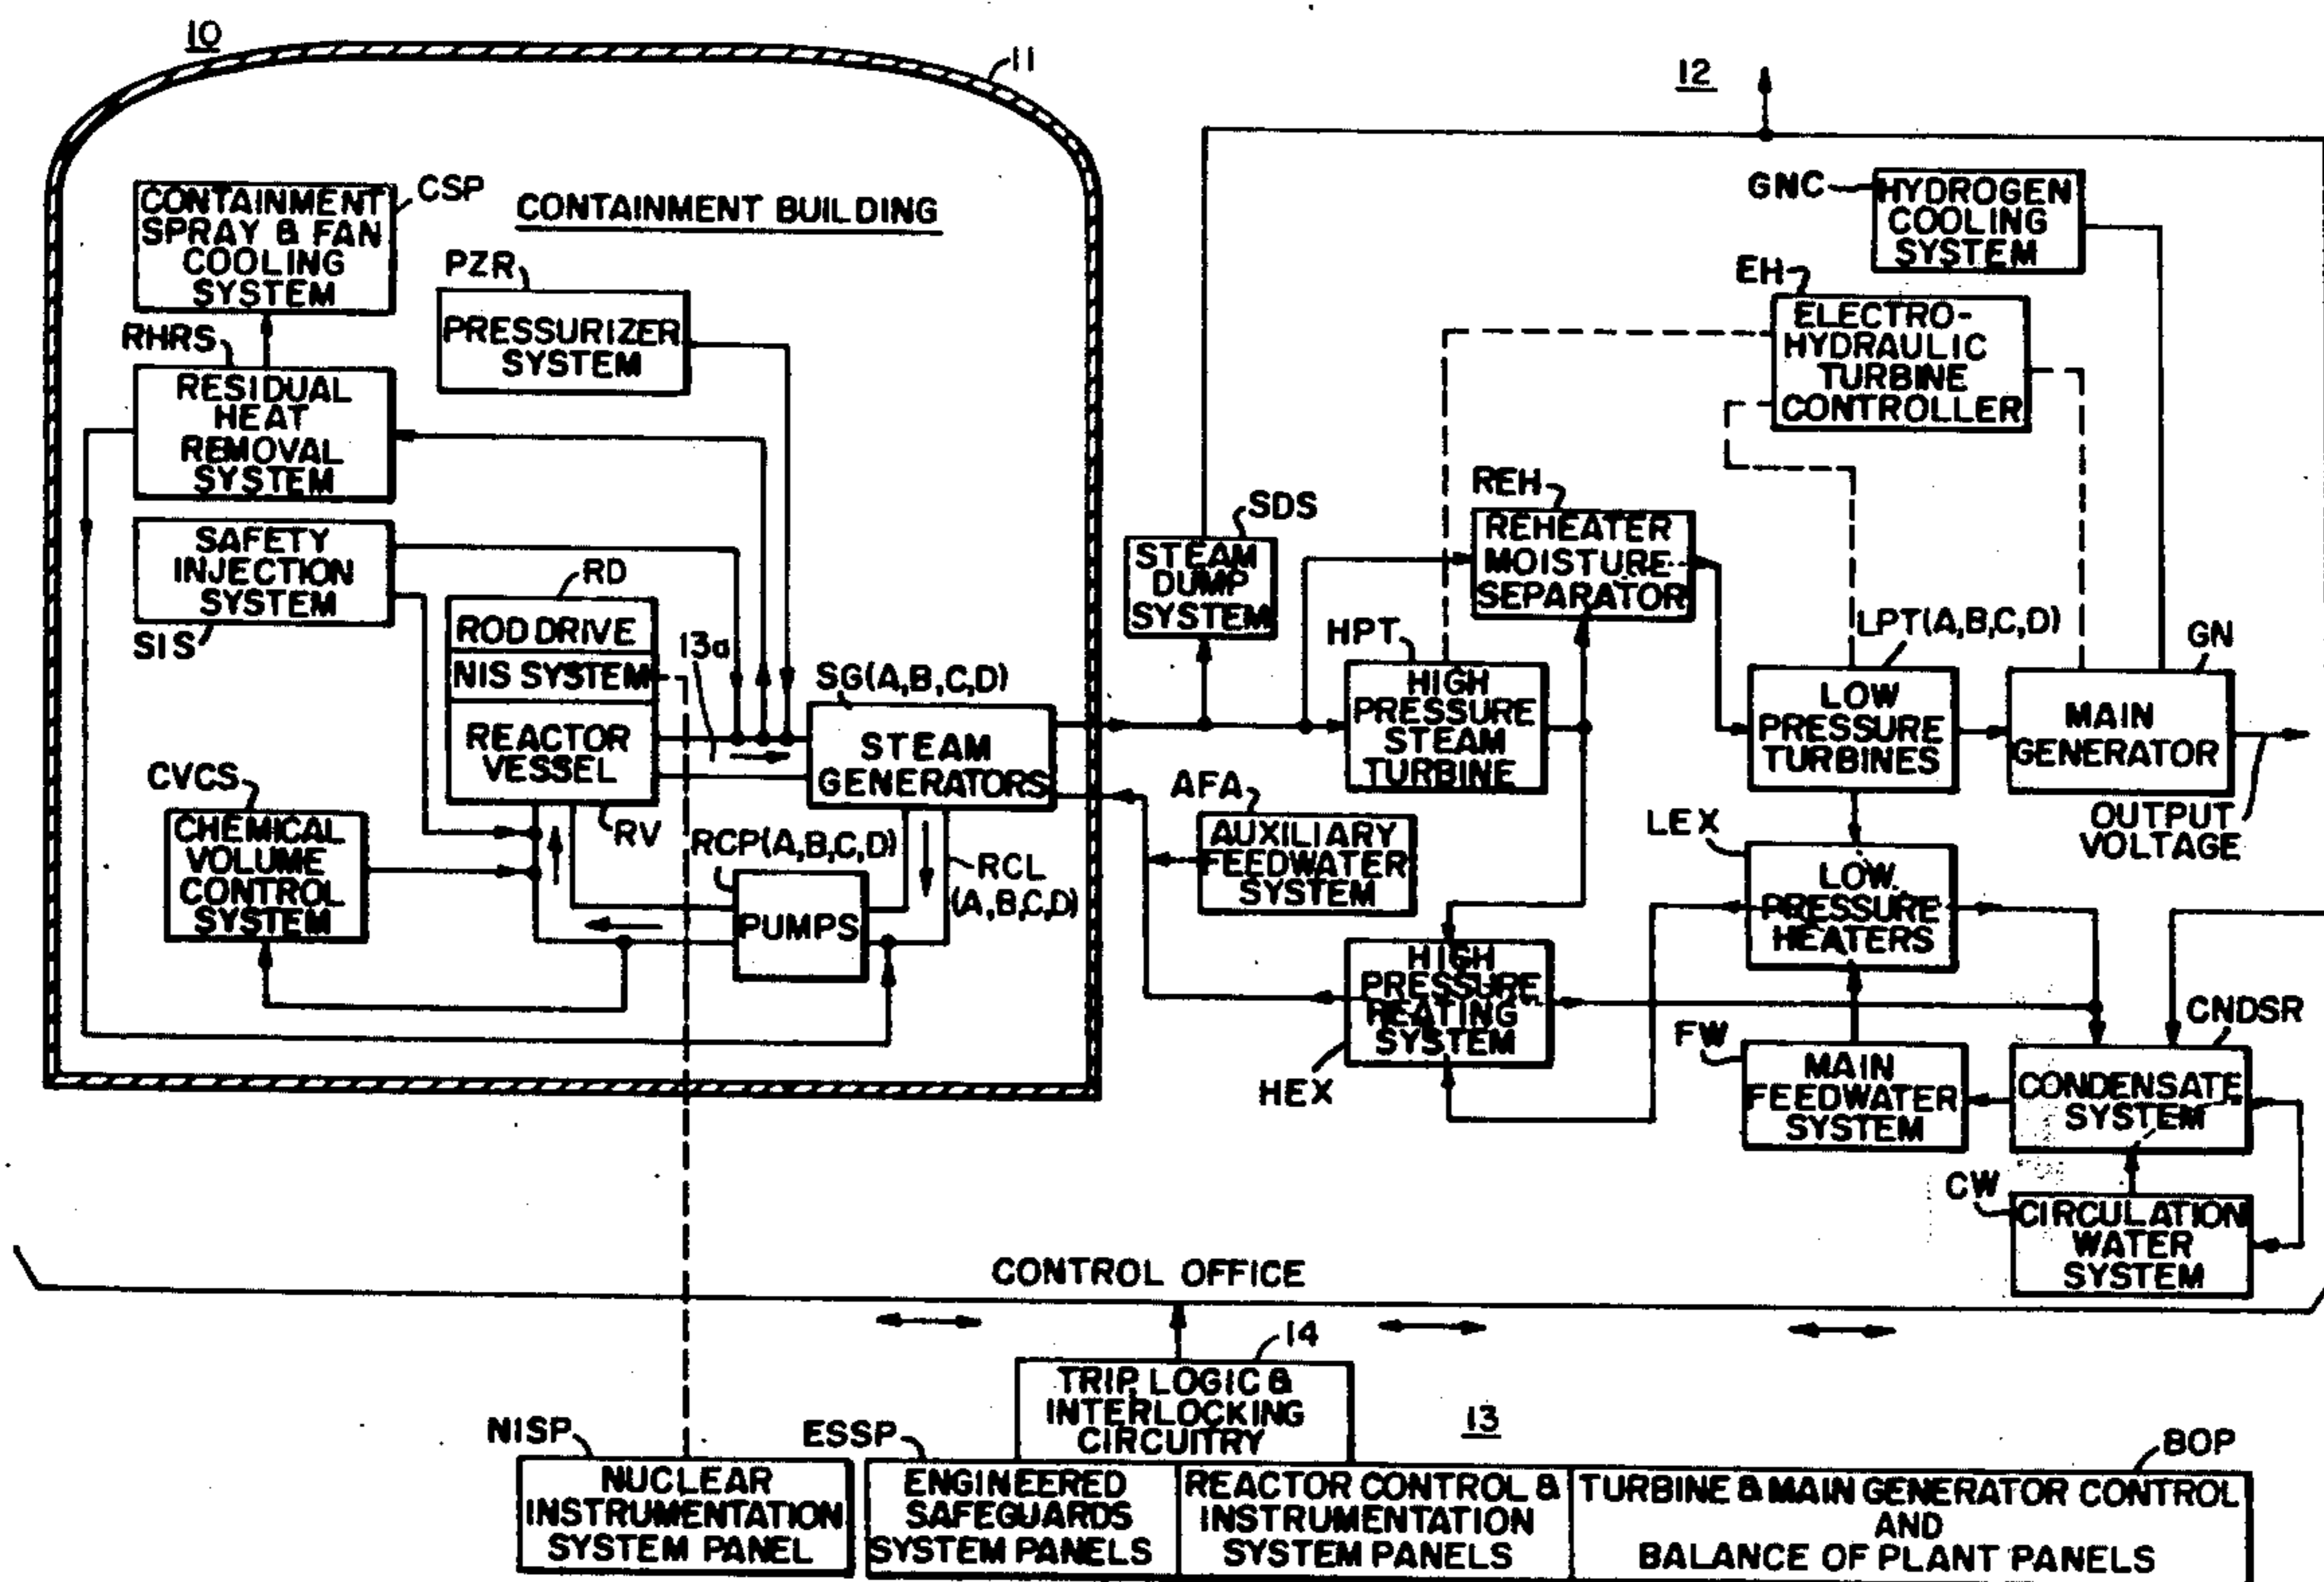 10
11
12
CONTAINMENT
SPRAY & FAN
COOLING
SYSTEM
CSP
CONTAINMENT BUILDING
PZR
PRESSURIZER
SYSTEM
RHRS
RESIDUAL
HEAT
REMOVAL
SYSTEM
SAFETY
INJECTION
SYSTEM
SIS
RD
ROD DRIVE
NIS SYSTEM
REACTOR
VESSEL
RV
13a
SG(A,B,C,D)
STEAM
GENERATORS
CVCS
CHEMICAL
VOLUME
CONTROL
SYSTEM
RCP(A,B,C,D)
PUMPS
RCL
(A,B,C,D)
GNC
HYDROGEN
COOLING
SYSTEM
EH
ELECTRO-
HYDRAULIC
TURBINE
CONTROLLER
SDS
STEAM
DUMP
SYSTEM
REH
REHEATER
MOISTURE
SEPARATOR
HPT
HIGH
PRESSURE
STEAM
TURBINE
LPT(A,B,C,D)
LOW
PRESSURE
TURBINES
GN
MAIN
GENERATOR
OUTPUT
VOLTAGE
AFA
AUXILIARY
FEEDWATER
SYSTEM
LEX
LOW
PRESSURE
HEATERS
HIGH
PRESSURE
HEATING
SYSTEM
HEX
FW
MAIN
FEEDWATER
SYSTEM
CNDSR
CONDENSATE
SYSTEM
CW
CIRCULATION
WATER
SYSTEM
CONTROL OFFICE
14
TRIP, LOGIC &
INTERLOCKING
CIRCUITRY
13
NISP
NUCLEAR
INSTRUMENTATION
SYSTEM PANEL
ESSP
ENGINEERED
SAFEGUARDS
SYSTEM PANELS
REACTOR CONTROL &
INSTRUMENTATION
SYSTEM PANELS
BOP
TURBINE & MAIN GENERATOR CONTROL
AND
BALANCE OF PLANT PANELS